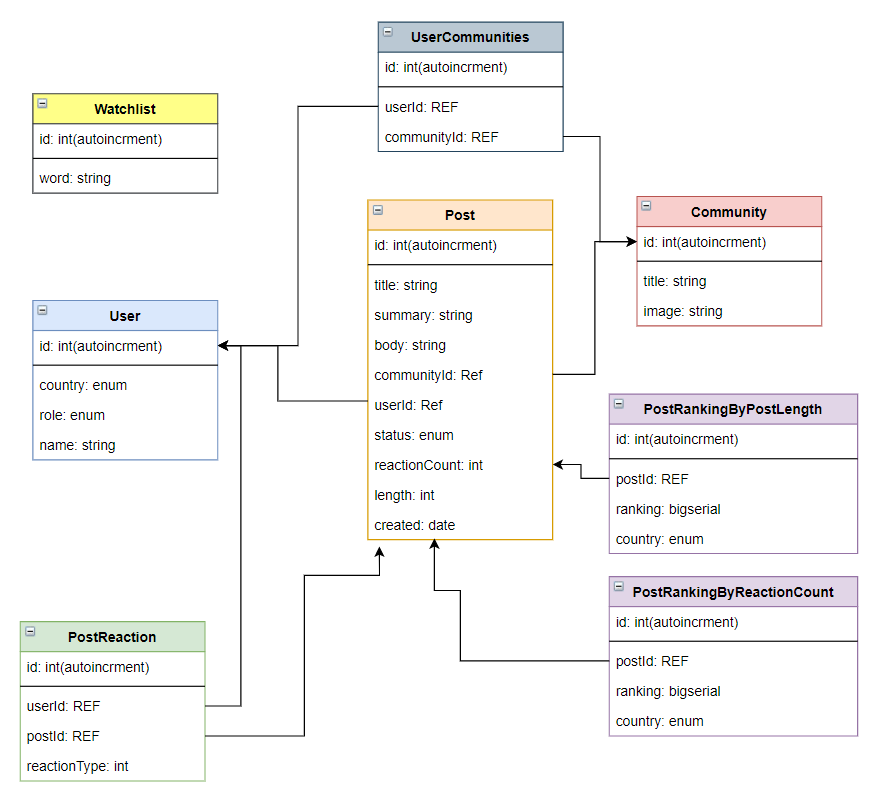 UserCommunities
id: int(autoincrment)
userId: REF
communityId: REF
Watchlist
id: int(autoincrment)
word: string
Post
id: int(autoincrment)
title: string
summary: string
body: string
communityId: Ref
userId: Ref
status: enum
reactionCount: int
length: int
created: date
Community
id: int(autoincrment)
title: string
image: string
User
id: int(autoincrment)
country: enum
role: enum
name: string
PostRankingByPostLength
id: int(autoincrment)
postId: REF
ranking: bigserial
country: enum
PostRankingByReactionCount
id: int(autoincrment)
postId: REF
ranking: bigserial
country: enum
PostReaction
id: int(autoincrment)
userId: REF
postId: REF
reactionType: int